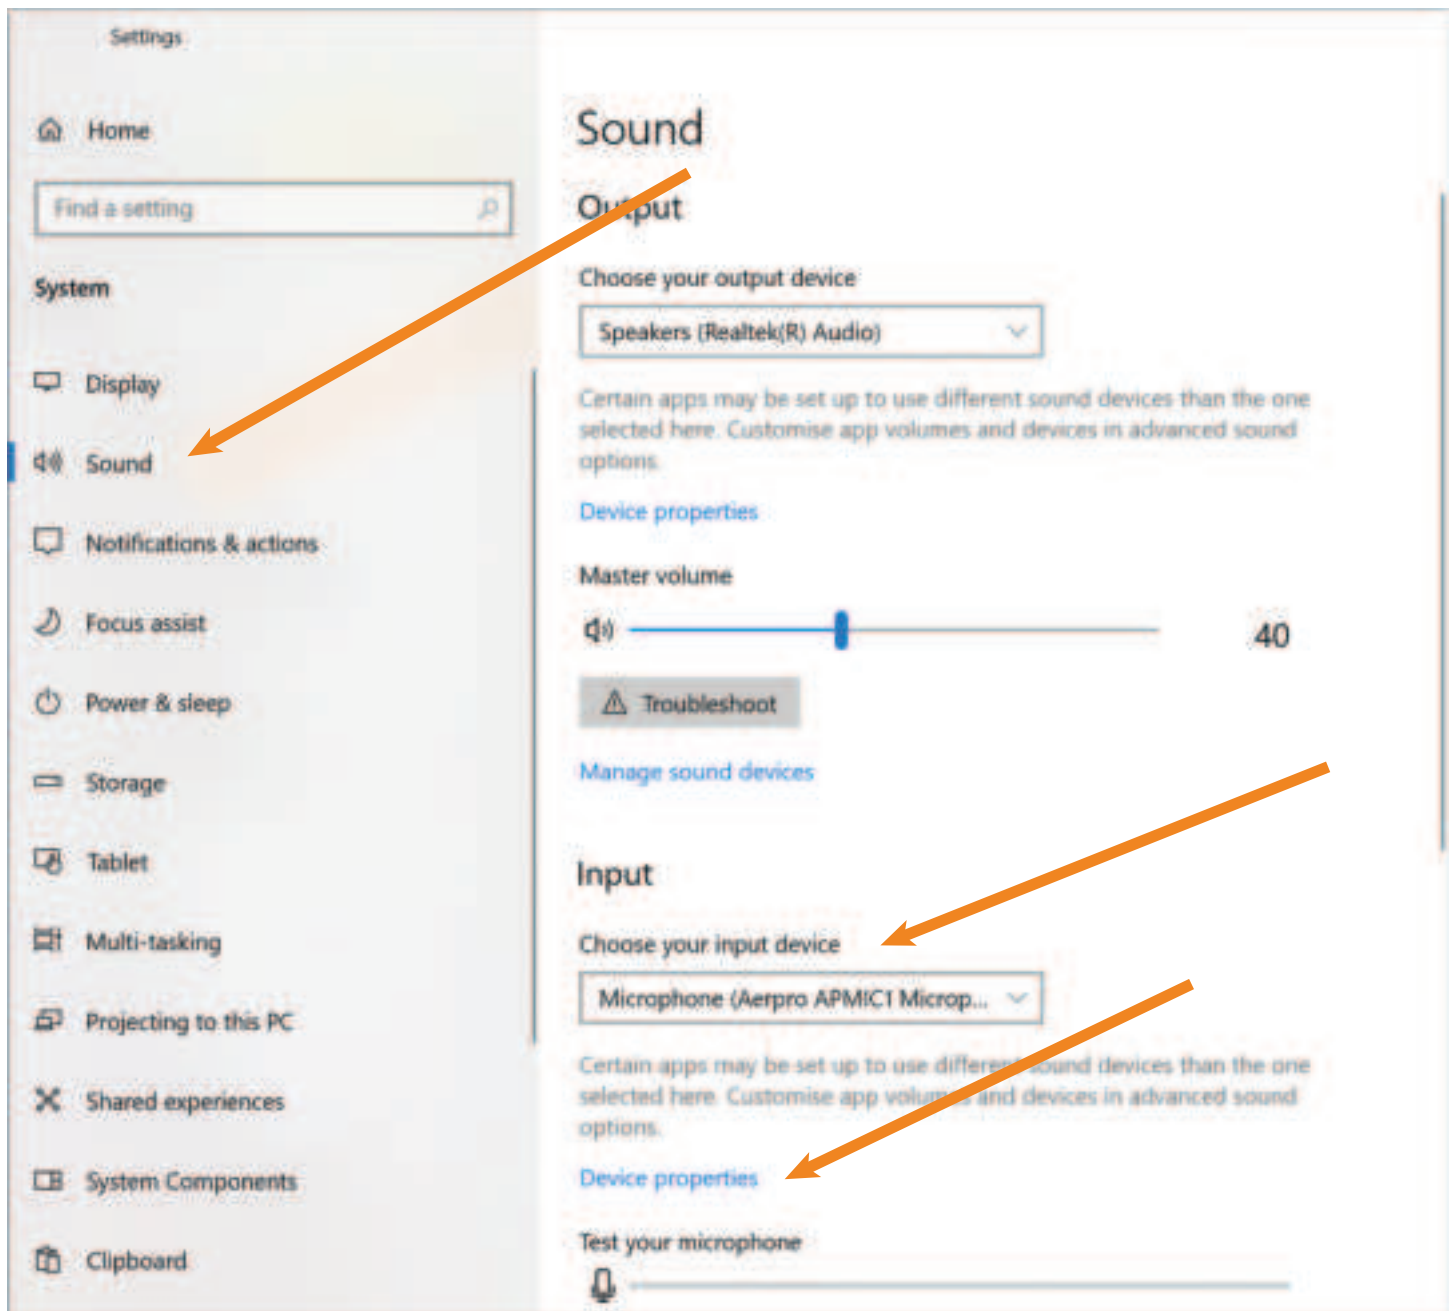 Settings
Home
Find a setting
System
Display
Sound
Notifications & actions
Focus assist
Power & sleep
Storage
Tablet
Multi-tasking
Projecting to this PC
Shared experiences
System Components
Clipboard
Sound
Output
Choose your output device
Speakers (Realtek(R) Audio)
Certain apps may be set up to use different sound devices than the one
selected here. Customise app volumes and devices in advanced sound
options.
Device properties
Master volume
40
Troubleshoot
Manage sound devices
Input
Choose your input device
Microphone (Aerpro APMIC1 Microp...
Certain apps may be set up to use different sound devices than the one
selected here. Customise app volumes and devices in advanced sound
options.
Device properties
Test your microphone